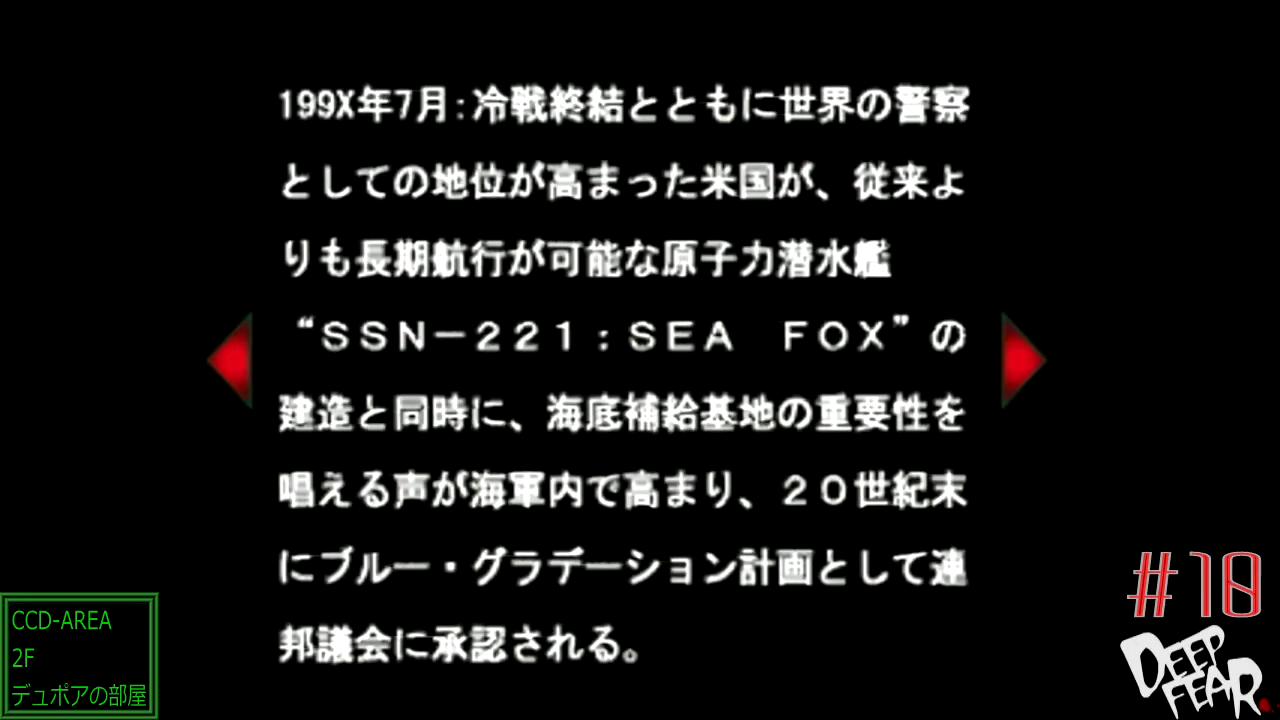 199X年7月:冷戦終結とともに世界の警察
としての地位が高まった米国が、従来よ
りも長期航行が可能な原子力潜水艦
“ＳＳＮ－２２１：ＳＥＡ　ＦＯＸ”の
建造と同時に、海底補給基地の重要性を
唱える声が海軍内で高まり、２０世紀末
にブルー・グラデーション計画として連
邦議会に承認される。
CCD-AREA
2F
デュポアの部屋
#10
DEEP
FEAR